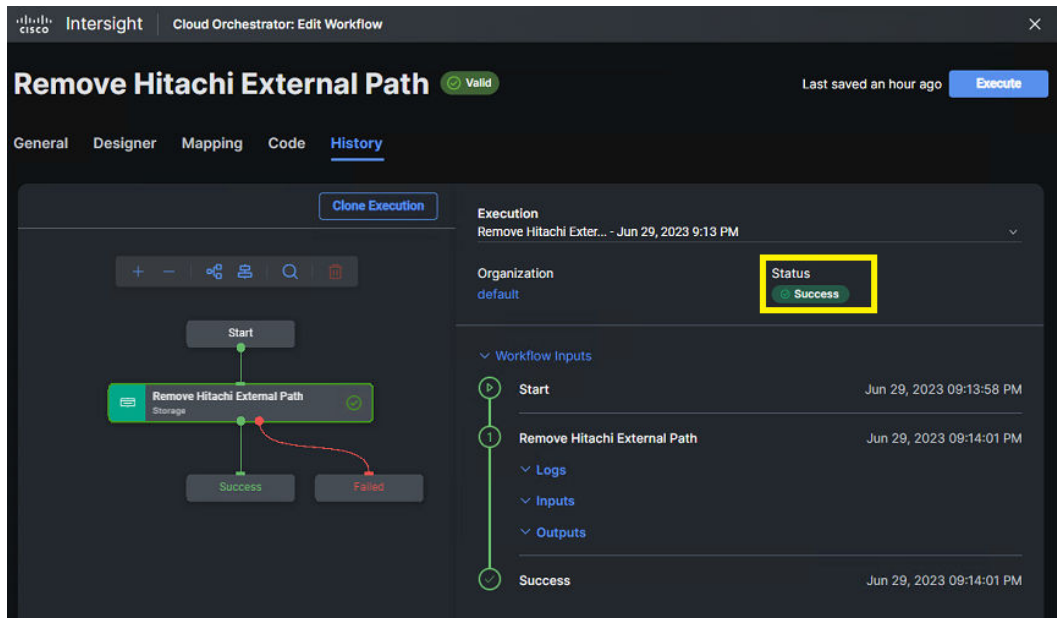 cisco Intersight Cloud Orchestrator: Edit Workflow
Remove Hitachi External Path Valid
Last saved an hour ago Execute
General Designer Mapping Code History
Clone Execution
Start
Remove Hitachi External Path
Storage
Success Failed
Execution
Remove Hitachi Exter... - Jun 29, 2023 9:13 PM
Organization
default
Status
Success
Workflow Inputs
Start Jun 29, 2023 09:13:58 PM
1 Remove Hitachi External Path Jun 29, 2023 09:14:01 PM
Logs
Inputs
Outputs
Success Jun 29, 2023 09:14:01 PM